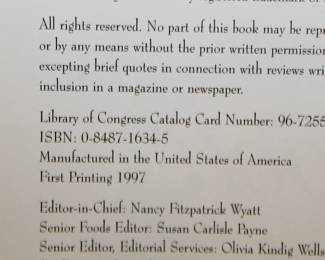 All rights reserved. No part of this book may be
or by any means without the prior written permission
excepting brief quotes in connection with reviews
inclusion in a magazine or newspaper.
Library of Congress Catalog Card Number: 96-7255
ISBN: 0-8487-1634-5
Manufactured in the United States of America
First Printing 1997
Editor-in-Chief: Nancy Fitzpatrick Wyatt
Senior Foods Editor: Susan Carlisle Payne
Senior Editor, Editorial Services: Olivia Kindig Wells